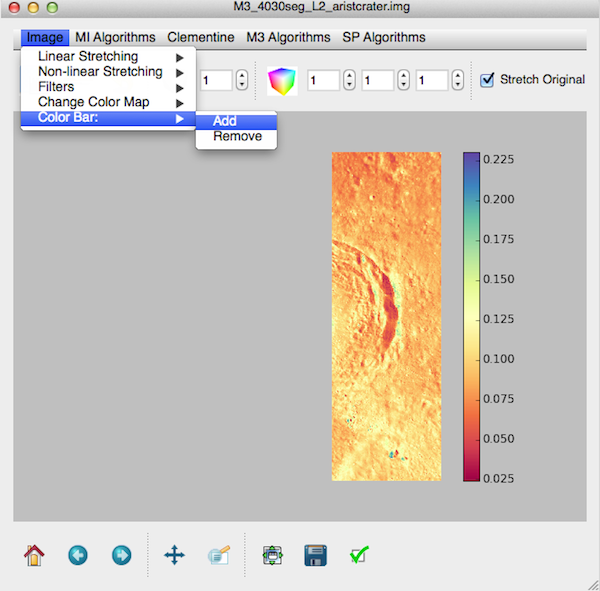 M3_4030seg_L2_aristcrater.img
Image MI Algorithms Clementine M3 Algorithms SP Algorithms
Linear Stretching
Non-linear Stretching
Filters
Change Color Map
Color Bar:
Add
Remove
1 1 1 1 Stretch Original
0.225
0.200
0.175
0.150
0.125
0.100
0.075
0.050
0.025